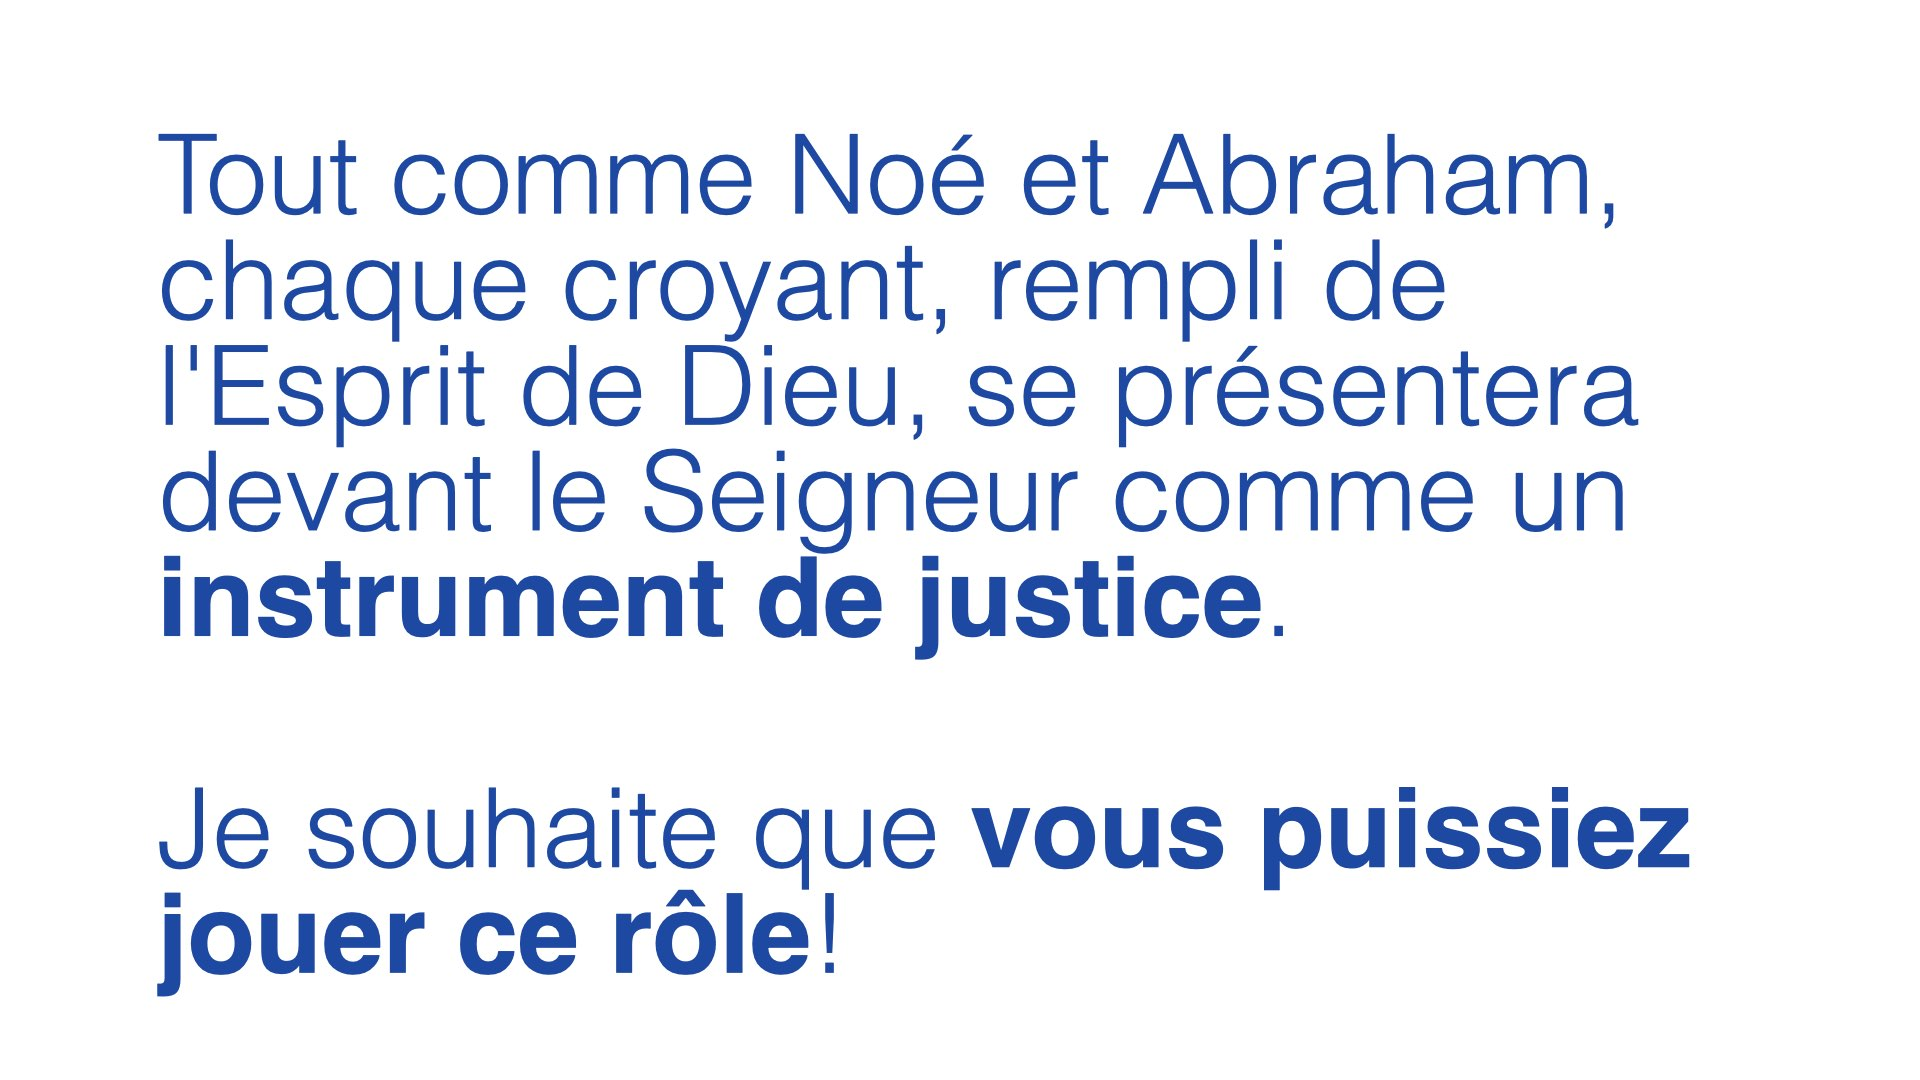 Tout comme Noé et Abraham,
chaque croyant, rempli de
l'Esprit de Dieu, se présentera
devant le Seigneur comme un
instrument de justice.
Je souhaite que vous puissiez
jouer ce rôle!